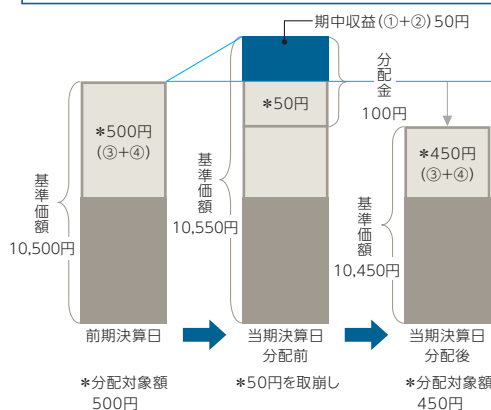 期中収益(①+②)50円
分配金
100円
*500円
(③+④)
*50円
*450円
(③+④)
基準価額
10,500円
基準価額
10,550円
基準価額
10,450円
前期決算日
当期決算日
分配前
当期決算日
分配後
*分配対象額
500円
*50円を取崩し
*分配対象額
450円